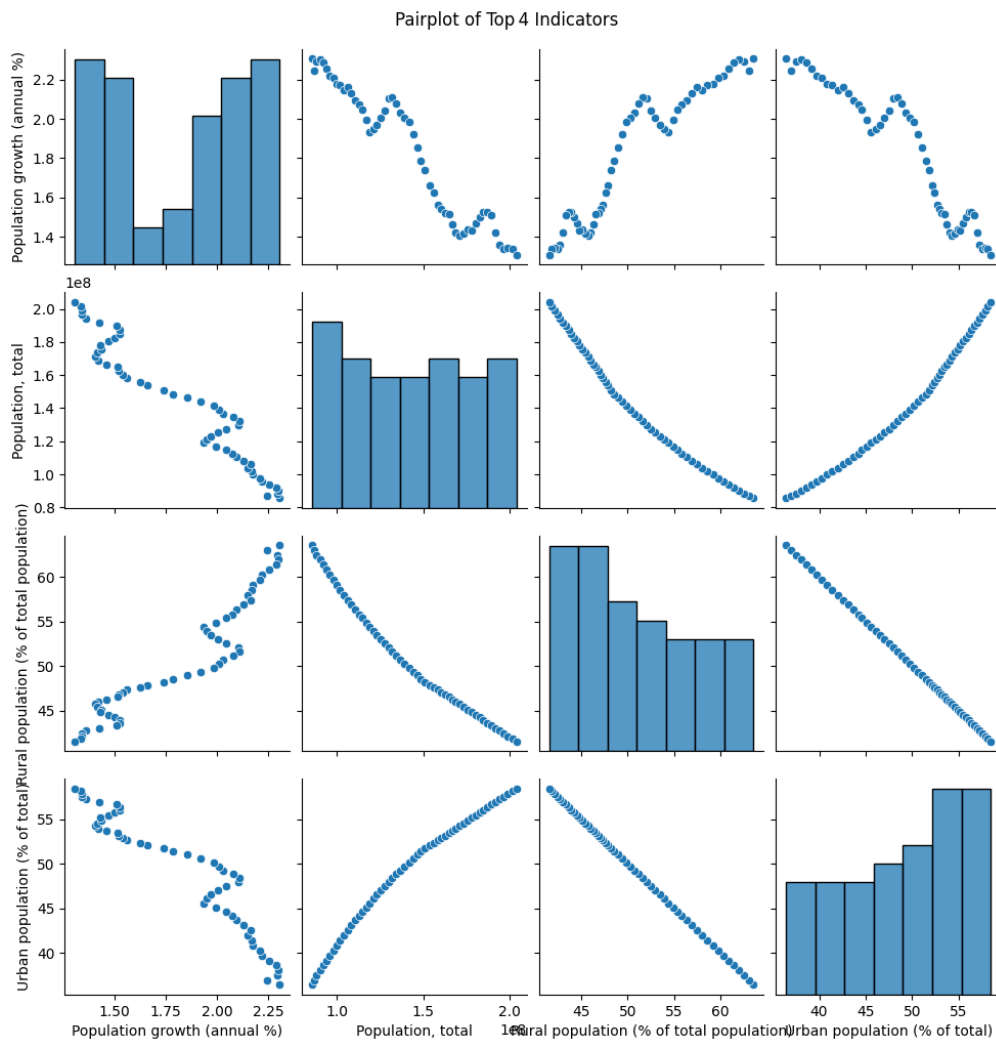 Pairplot of Top 4 Indicators
Population growth (annual %)
2.2
2.0
1.8
1.6
1.4
1e8
Population, total
2.0
1.8
1.6
1.4
1.2
1.0
0.8
Rural population (% of total population)
60
55
50
45
Urban population (% of total)
55
50
45
40
1.50 1.75 2.00 2.25
1.0 1.5 2.0
45 50 55 60
40 45 50 55
1e8
Population growth (annual %)
Population, total
Rural population (% of total population)
Urban population (% of total)